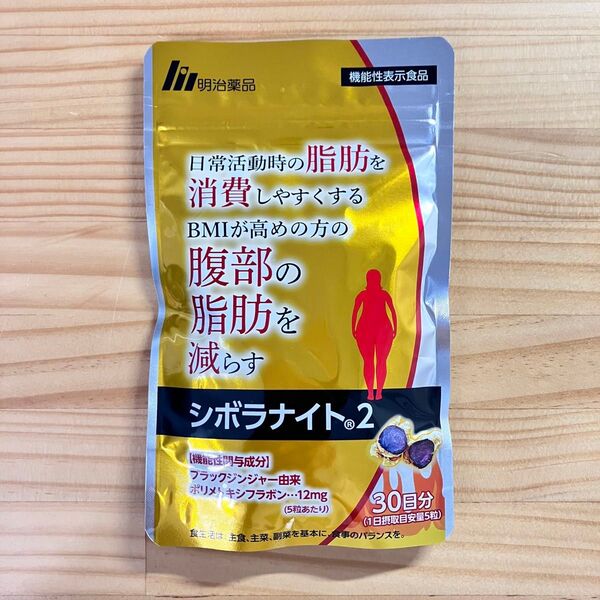 明治薬品
機能性表示食品
日常活動時の脂肪を
消費しやすくする
BMIが高めの方の
腹部の
脂肪を
減らす
シボラナイト®2
【機能性関与成分】
ブラックジンジャー由来
ポリメトキシフラボン…12mg
(5粒あたり)
30日分
(1日摂取目安量5粒)
食生活は、主食、主菜、副菜を基本に、食事のバランスを。